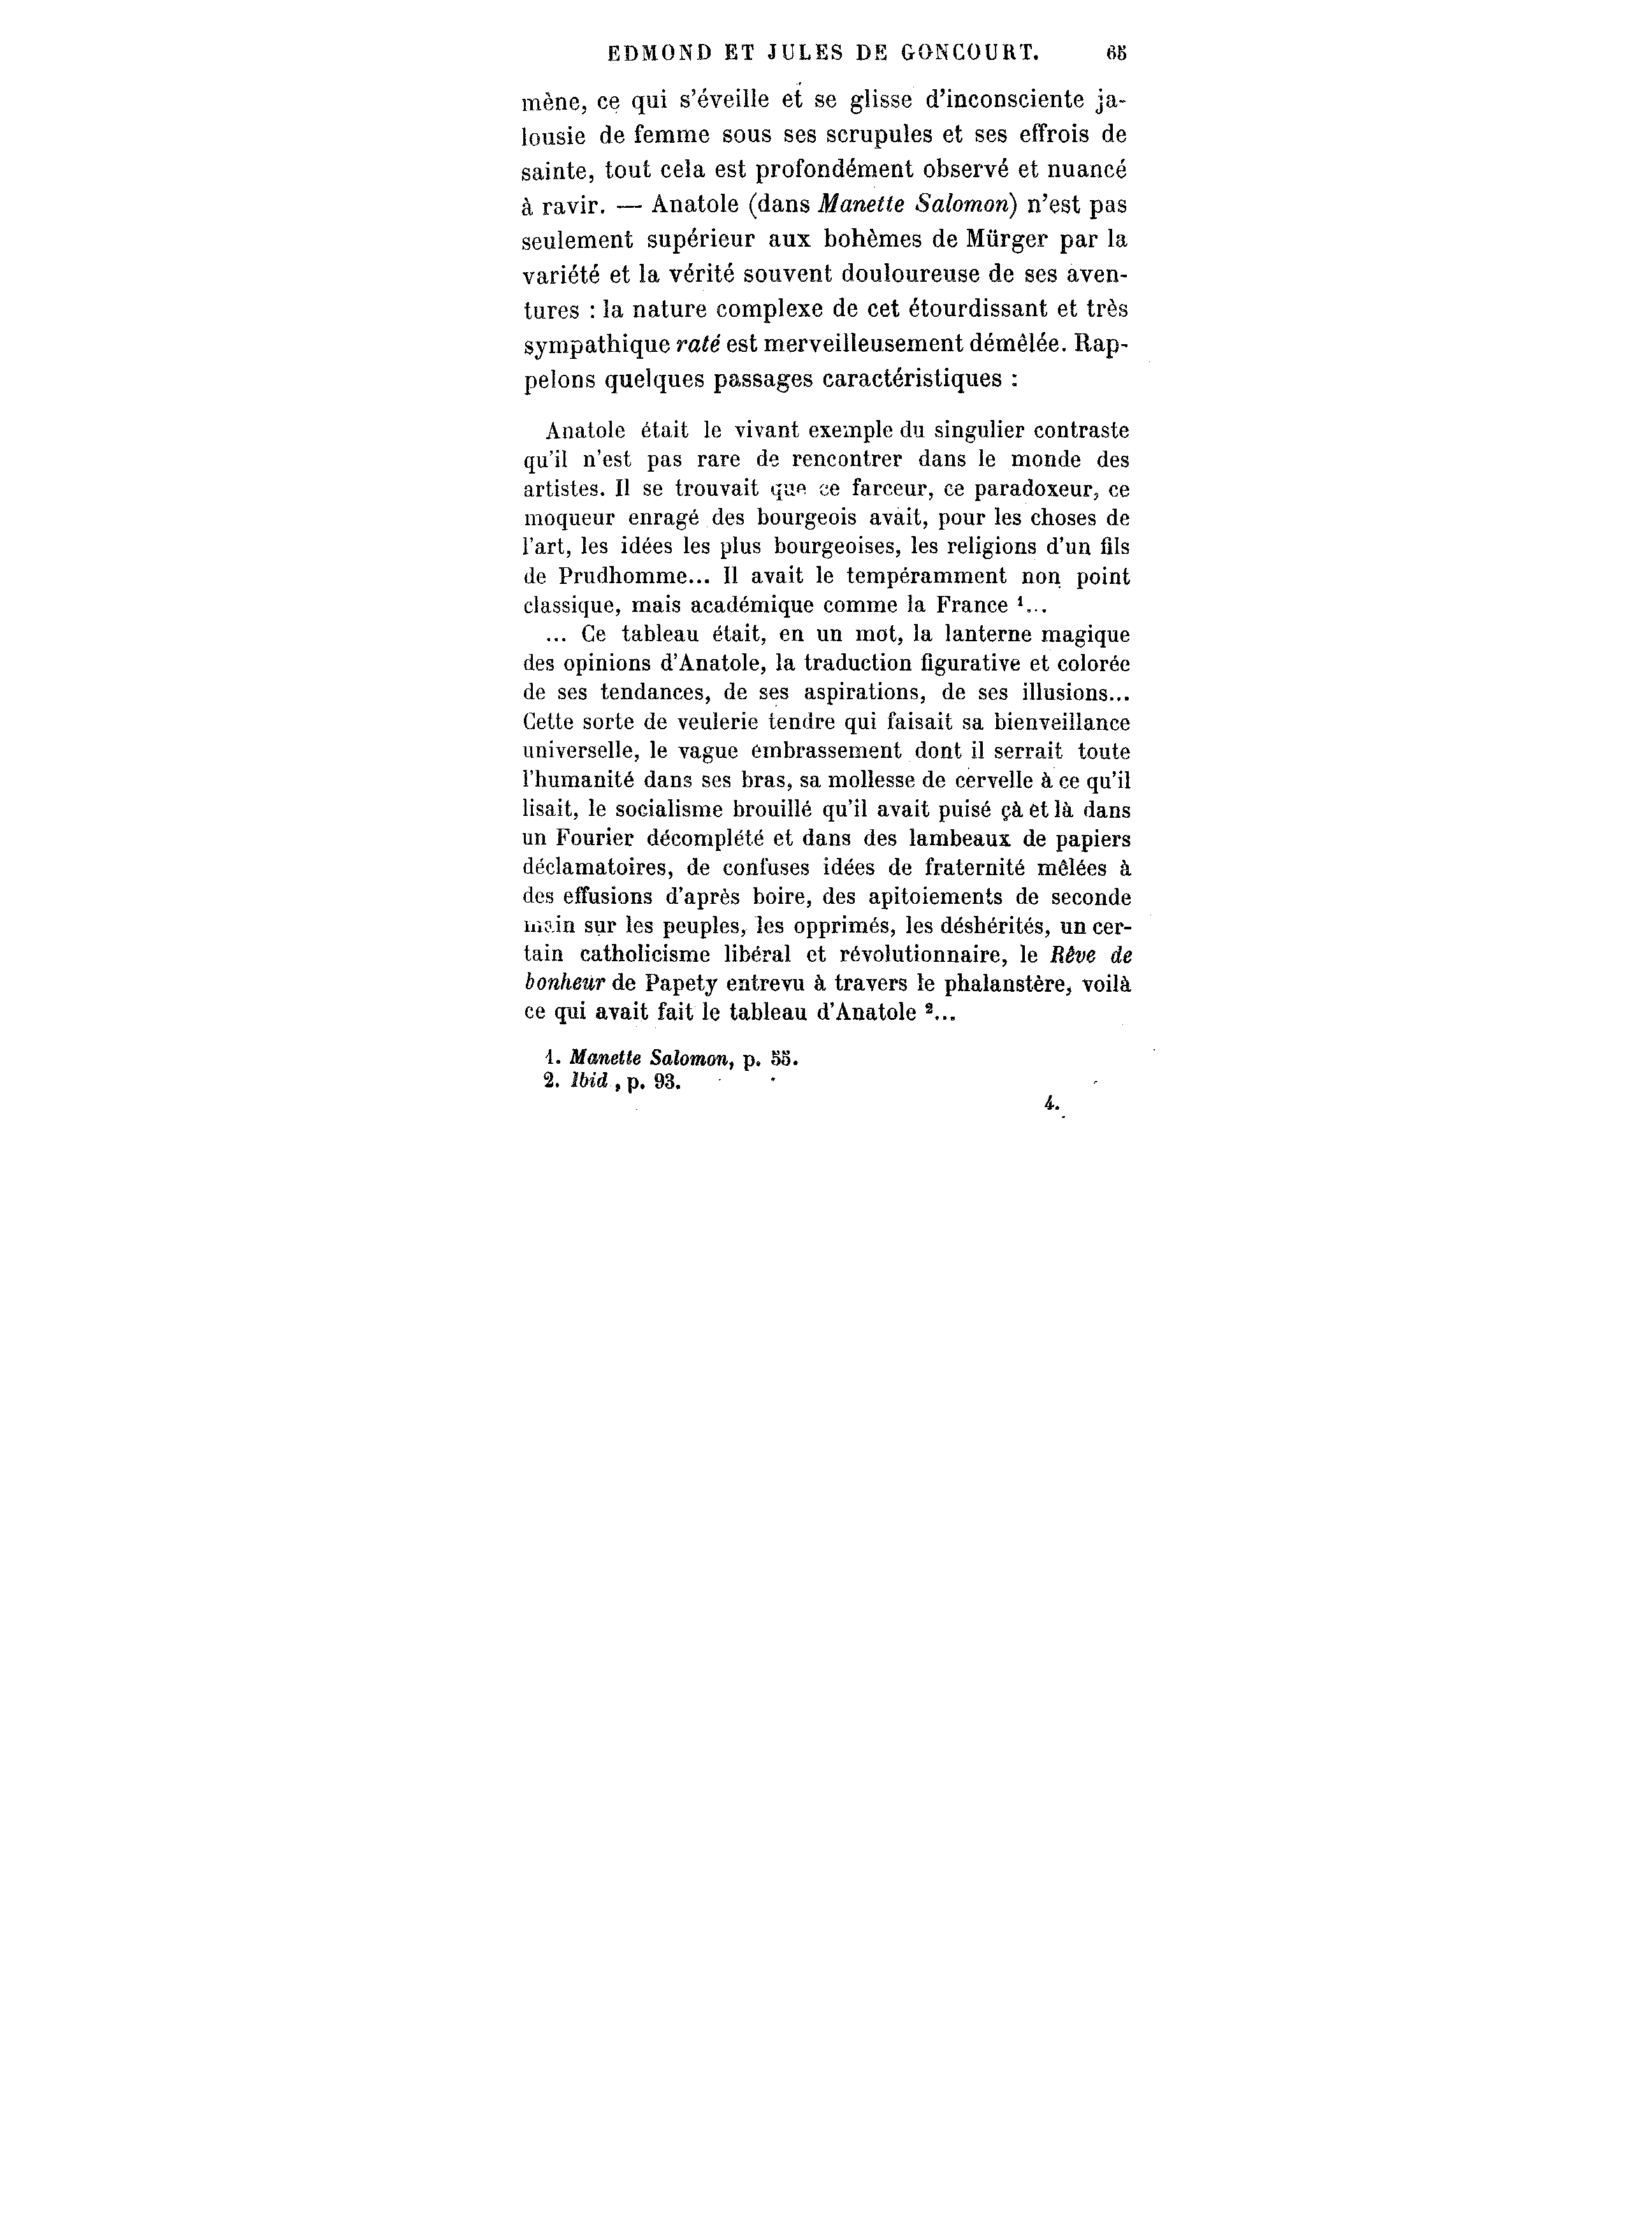 EDMOND ET JULES DE GONCOURT. 65
mène, ce qui s'éveille et se glisse d'inconsciente ja-
lousie de femme sous ses scrupules et ses effrois de
sainte, tout cela est profondément observé et nuancé
à ravir. — Anatole (dans Manette Salomon) n'est pas
seulement supérieur aux bohèmes de Mürger par la
variété et la vérité souvent douloureuse de ses aven-
tures : la nature complexe de cet étourdissant et très
sympathique raté est merveilleusement démêlée. Rap-
pelons quelques passages caractéristiques :
Anatole était le vivant exemple du singulier contraste
qu'il n'est pas rare de rencontrer dans le monde des
artistes. Il se trouvait que ce farceur, ce paradoxeur, ce
moqueur enragé des bourgeois avait, pour les choses de
l'art, les idées les plus bourgeoises, les religions d'un fils
de Prudhomme... Il avait le tempéramment non point
classique, mais académique comme la France ¹...
... Ce tableau était, en un mot, la lanterne magique
des opinions d'Anatole, la traduction figurative et colorée
de ses tendances, de ses aspirations, de ses illusions...
Cette sorte de veulerie tendre qui faisait sa bienveillance
universelle, le vague embrassement dont il serrait toute
l'humanité dans ses bras, sa mollesse de cervelle à ce qu'il
lisait, le socialisme brouillé qu'il avait puisé çà et là dans
un Fourier décomplété et dans des lambeaux de papiers
déclamatoires, de confuses idées de fraternité mêlées à
des effusions d'après boire, des apitoiements de seconde
main sur les peuples, les opprimés, les déshérités, un cer-
tain catholicisme libéral et révolutionnaire, le Rêve de
bonheur de Papety entrevu à travers le phalanstère, voilà
ce qui avait fait le tableau d'Anatole ²...
1. Manette Salomon, p. 55.
2. Ibid , p. 93.
4.